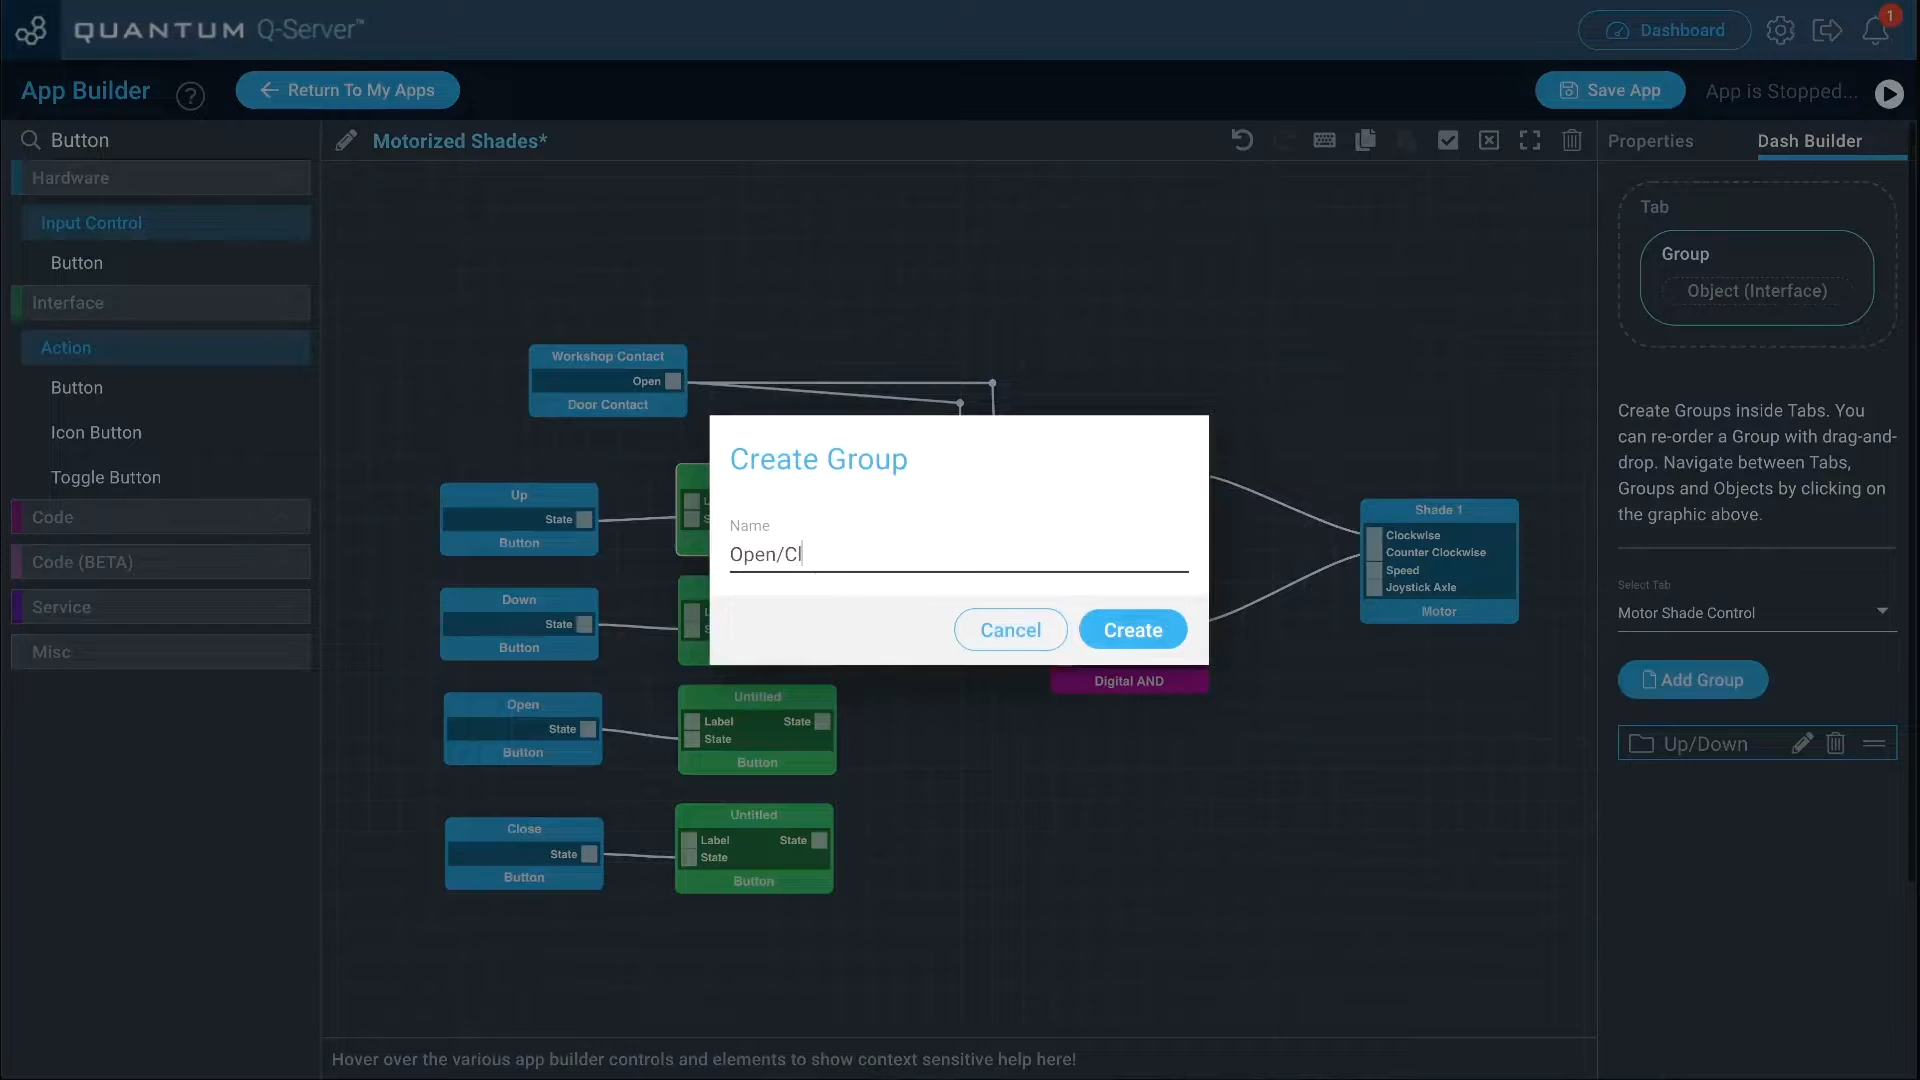 QUANTUM Q-Server™
Dashboard
1
App Builder
?
Return To My Apps
Save App
App is Stopped...
Button
Motorized Shades*
Properties
Dash Builder
Hardware
Input Control
Button
Interface
Action
Button
Icon Button
Toggle Button
Code
Code (BETA)
Service
Misc
Workshop Contact
Open
Door Contact
Up
State
Button
Down
State
Button
Open
State
Button
Close
State
Button
Untitled
Label State
State
Button
Untitled
Label State
State
Button
Create Group
Name
Open/Cl
Cancel
Create
Digital AND
Shade 1
Clockwise
Counter Clockwise
Speed
Joystick Axle
Motor
Tab
Group
Object (Interface)
Create Groups inside Tabs. You
can re-order a Group with drag-and-
drop. Navigate between Tabs,
Groups and Objects by clicking on
the graphic above.
Select Tab
Motor Shade Control
Add Group
Up/Down
Hover over the various app builder controls and elements to show context sensitive help here!